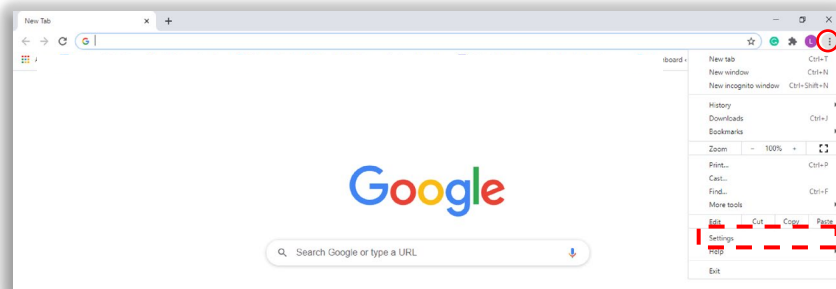 New Tab
G
L
iboard
New tab Ctrl+T
New window Ctrl+N
New incognito window Ctrl+Shift+N
History
Downloads Ctrl+J
Bookmarks
Zoom - 100% +
Print... Ctrl+P
Cast...
Find... Ctrl+F
More tools
Edit Cut Copy Paste
Settings
Help
Exit
Google
Search Google or type a URL